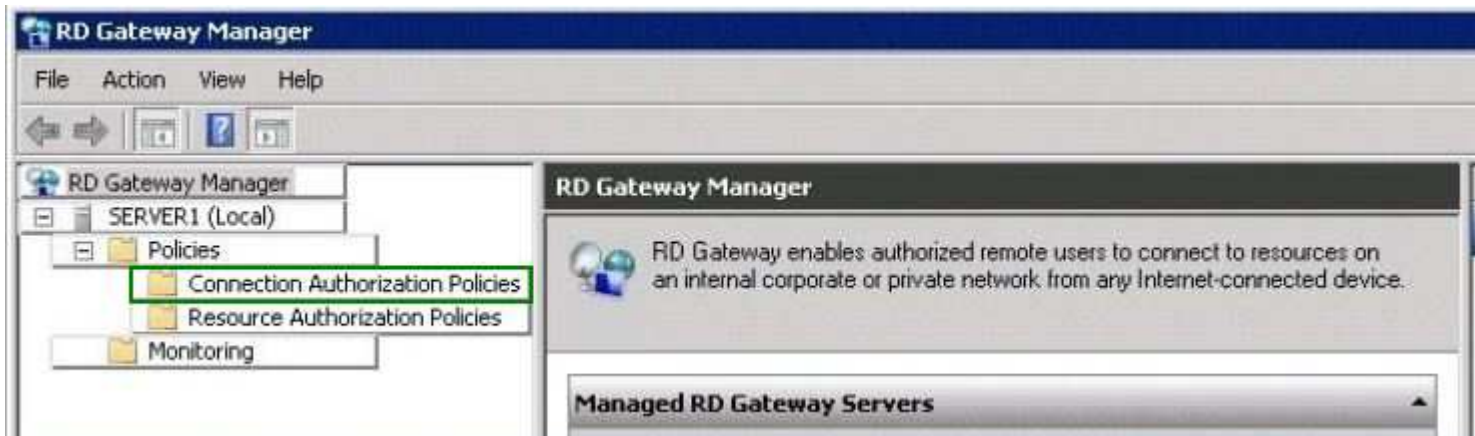 RD Gateway Manager
File Action View Help
RD Gateway Manager
SERVER1 (Local)
Policies
Connection Authorization Policies
Resource Authorization Policies
Monitoring
RD Gateway Manager
RD Gateway enables authorized remote users to connect to resources on
an internal corporate or private network from any Internet-connected device.
Managed RD Gateway Servers